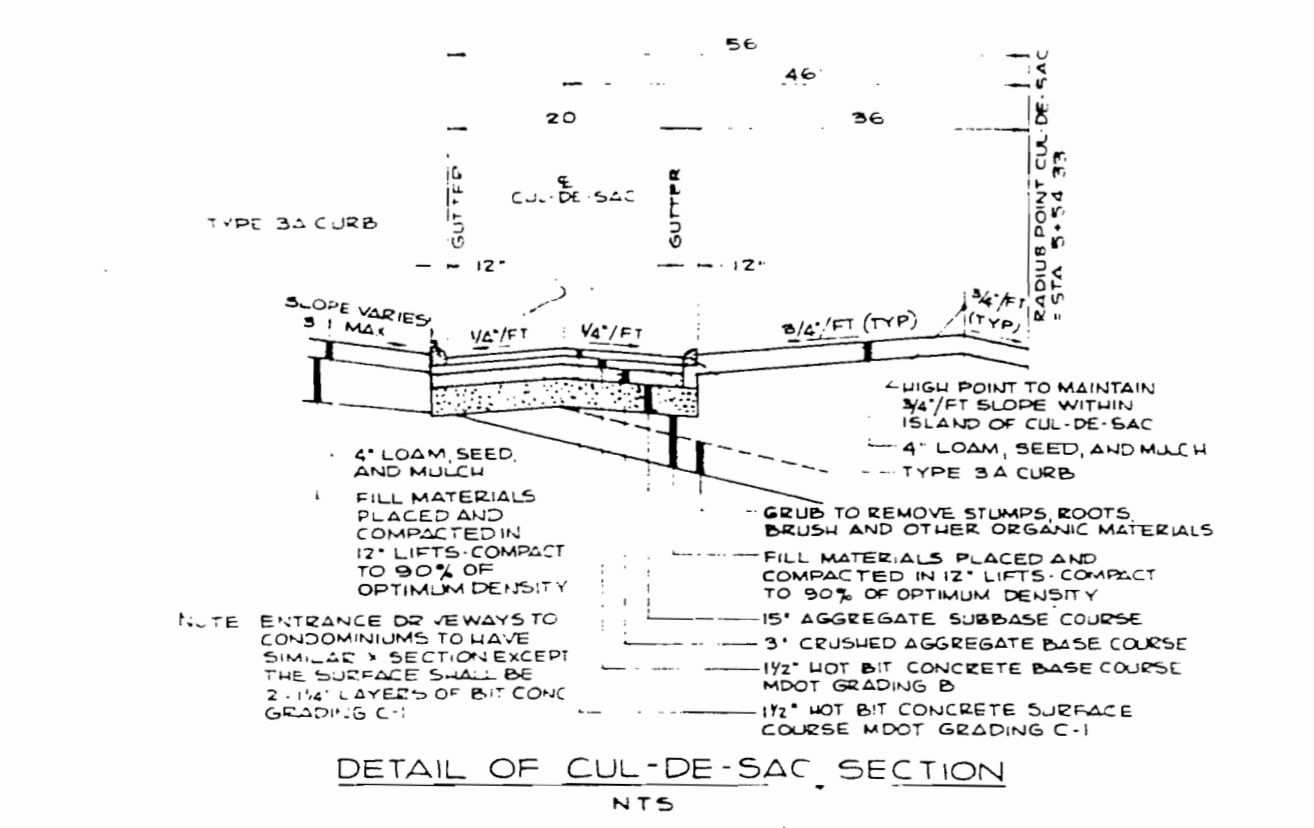 56
46
20
36
RADIUS POINT CUL-DE-SAC
= STA 5+54 33
GUTTER
℄
CUL-DE-SAC
GUTTER
TYPE 3A CURB
12"
12"
SLOPE VARIES
3 1 MAX
1/4"/FT
1/4"/FT
3/4"/FT (TYP)
3/4"/FT
(TYP)
HIGH POINT TO MAINTAIN
3/4"/FT SLOPE WITHIN
ISLAND OF CUL-DE-SAC
4" LOAM, SEED, AND MULCH
TYPE 3A CURB
4" LOAM, SEED,
AND MULCH
FILL MATERIALS
PLACED AND
COMPACTED IN
12" LIFTS-COMPACT
TO 90% OF
OPTIMUM DENSITY
GRUB TO REMOVE STUMPS, ROOTS,
BRUSH AND OTHER ORGANIC MATERIALS
FILL MATERIALS PLACED AND
COMPACTED IN 12" LIFTS-COMPACT
TO 90% OF OPTIMUM DENSITY
15" AGGREGATE SUBBASE COURSE
3" CRUSHED AGGREGATE BASE COURSE
1 1/2" HOT BIT CONCRETE BASE COURSE
MDOT GRADING B
1 1/2" HOT BIT CONCRETE SURFACE
COURSE MDOT GRADING C-1
NOTE ENTRANCE DRIVEWAYS TO
CONDOMINIUMS TO HAVE
SIMILAR X SECTION EXCEPT
THE SURFACE SHALL BE
2-1 1/4" LAYERS OF BIT CONC
GRADING C-1
DETAIL OF CUL-DE-SAC SECTION
NTS